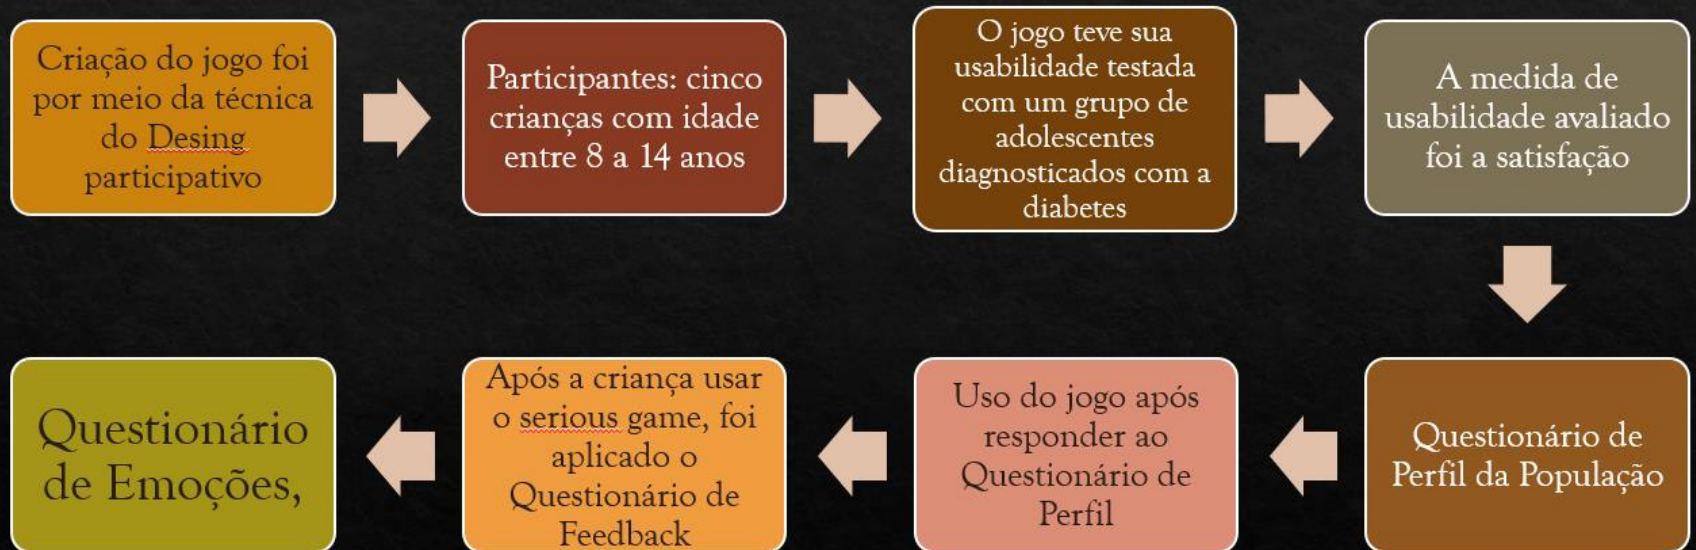 Criação do jogo foi
por meio da técnica
do Desing
participativo
Participantes: cinco
crianças com idade
entre 8 a 14 anos
O jogo teve sua
usabilidade testada
com um grupo de
adolescentes
diagnosticados com a
diabetes
A medida de
usabilidade avaliado
foi a satisfação
Questionário de
Perfil da População
Uso do jogo após
responder ao
Questionário de
Perfil
Após a criança usar
o serious game, foi
aplicado o
Questionário de
Feedback
Questionário
de Emoções,